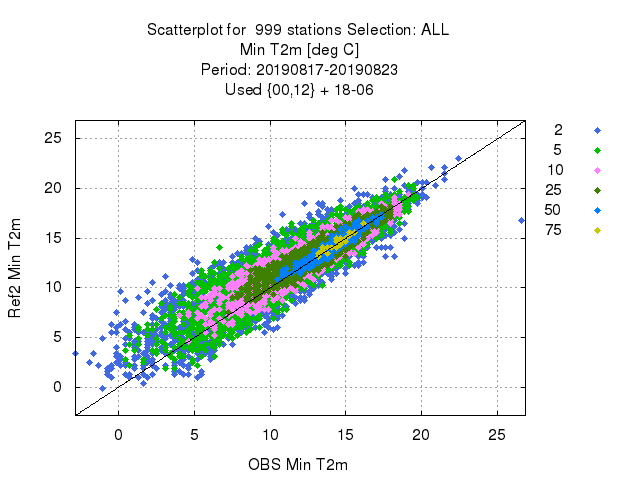 Scatterplot for 999 stations Selection: ALL
Min T2m [deg C]
Period: 20190817-20190823
Used {00,12} + 18-06
25
20
15
10
5
0
Ref2 Min T2m
0 5 10 15 20 25
OBS Min T2m
2
5
10
25
50
75